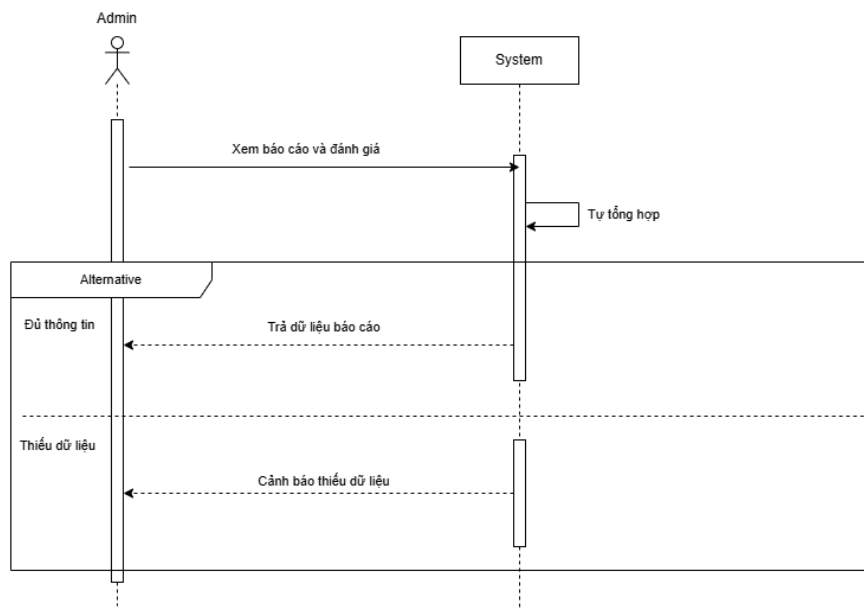 Admin
System
Xem báo cáo và đánh giá
Tự tổng hợp
Alternative
Đủ thông tin
Trả dữ liệu báo cáo
Thiếu dữ liệu
Cảnh báo thiếu dữ liệu